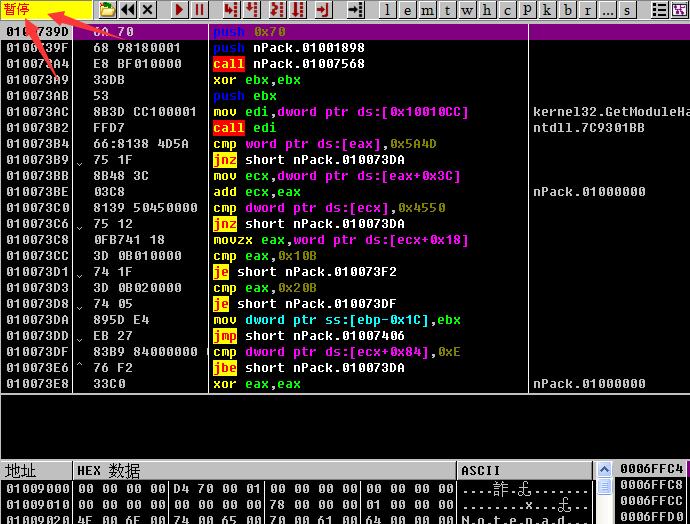 暂停 l e m t w h c p k b r ... s
0100739D 6A 70 push 0x70
0100739F 68 98180001 push nPack.01001898
010073A4 E8 BF010000 call nPack.01007568
010073A9 33DB xor ebx,ebx
010073AB 53 push ebx
010073AC 8B3D CC100001 mov edi,dword ptr ds:[0x10010CC] kernel32.GetModuleHa
010073B2 FFD7 call edi ntdll.7C9301BB
010073B4 66:8138 4D5A cmp word ptr ds:[eax],0x5A4D
010073B9 75 1F jnz short nPack.010073DA
010073BB 8B48 3C mov ecx,dword ptr ds:[eax+0x3C]
010073BE 03C8 add ecx,eax nPack.01000000
010073C0 8139 50450000 cmp dword ptr ds:[ecx],0x4550
010073C6 75 12 jnz short nPack.010073DA
010073C8 0FB741 18 movzx eax,word ptr ds:[ecx+0x18]
010073CC 3D 0B010000 cmp eax,0x10B
010073D1 74 1F je short nPack.010073F2
010073D3 3D 0B020000 cmp eax,0x20B
010073D8 74 05 je short nPack.010073DF
010073DA 895D E4 mov dword ptr ss:[ebp-0x1C],ebx
010073DD EB 27 jmp short nPack.01007406
010073DF 83B9 84000000 cmp dword ptr ds:[ecx+0x84],0xE
010073E6 76 F2 jbe short nPack.010073DA
010073E8 33C0 xor eax,eax nPack.01000000
地址 HEX 数据 ASCII 0006FFC4
01009000 00 00 00 00 D4 70 00 01 00 00 00 00 00 00 00 00 0006FFC8
01009010 00 00 00 00 00 00 00 00 78 00 00 00 01 00 00 00 ........x... 0006FFCC
01009020 4E 00 6F 00 74 00 65 00 70 00 61 00 64 00 00 00 N.o.t.e.p.a.d... 0006FFD0